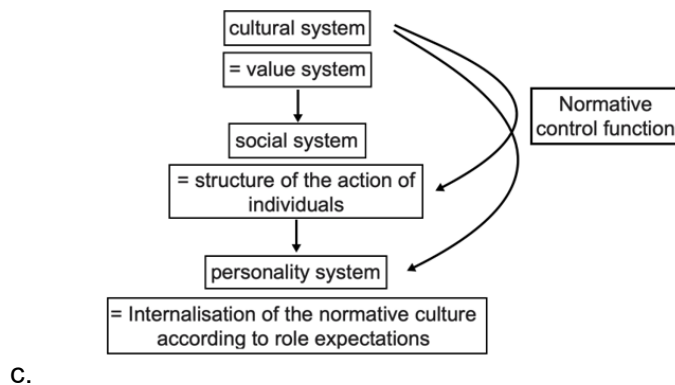 cultural system
= value system
Normative
control function
social system
= structure of the action of
individuals
personality system
= Internalisation of the normative culture
according to role expectations
c.